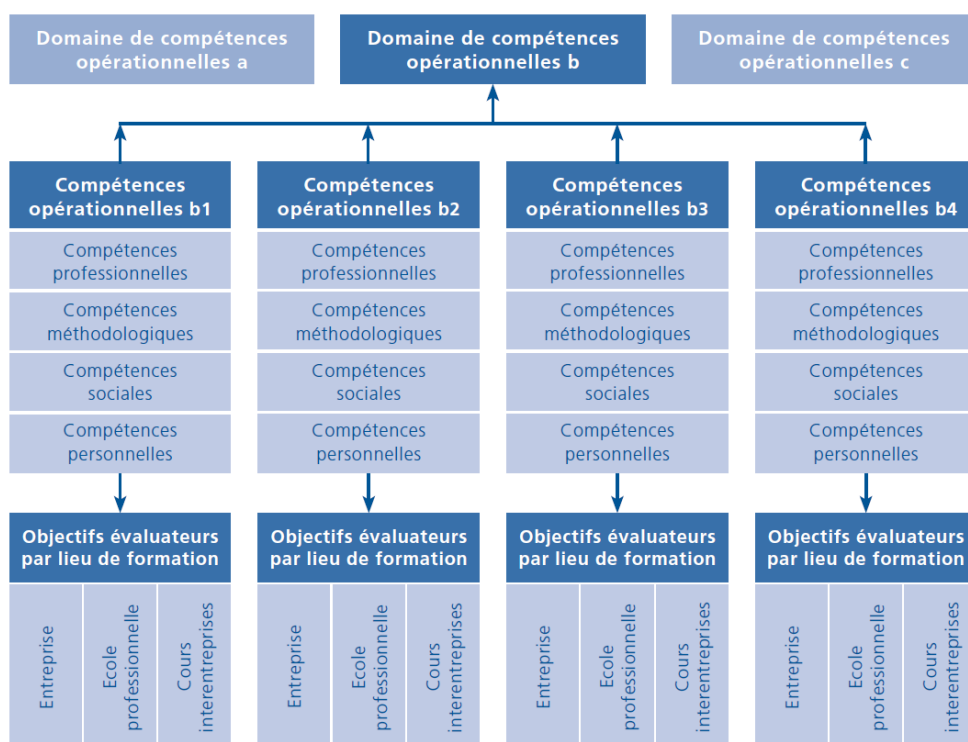 Domaine de compétences
opérationnelles a
Domaine de compétences
opérationnelles b
Domaine de compétences
opérationnelles c
Compétences
opérationnelles b1
Compétences
opérationnelles b2
Compétences
opérationnelles b3
Compétences
opérationnelles b4
Compétences
professionnelles
Compétences
professionnelles
Compétences
professionnelles
Compétences
professionnelles
Compétences
méthodologiques
Compétences
méthodologiques
Compétences
méthodologiques
Compétences
méthodologiques
Compétences
sociales
Compétences
sociales
Compétences
sociales
Compétences
sociales
Compétences
personnelles
Compétences
personnelles
Compétences
personnelles
Compétences
personnelles
Objectifs évaluateurs
par lieu de formation
Objectifs évaluateurs
par lieu de formation
Objectifs évaluateurs
par lieu de formation
Objectifs évaluateurs
par lieu de formation
Entreprise
Ecole
professionnelle
Cours
interentreprises
Entreprise
Ecole
professionnelle
Cours
interentreprises
Entreprise
Ecole
professionnelle
Cours
interentreprises
Entreprise
Ecole
professionnelle
Cours
interentreprises